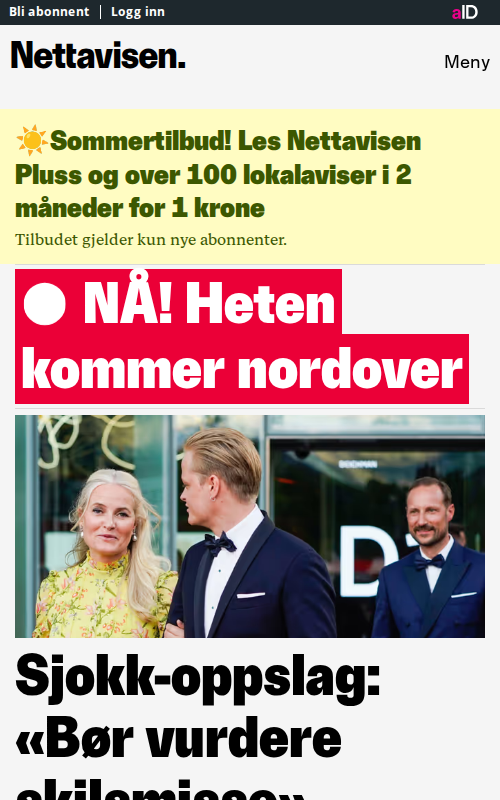 Bli abonnent | Logg inn
aID
Nettavisen.
Meny
☀️Sommertilbud! Les Nettavisen
Pluss og over 100 lokalaviser i 2
måneder for 1 krone
Tilbudet gjelder kun nye abonnenter.
NÅ! Heten
kommer nordover
Sjokk-oppslag:
«Bør vurdere
skilsmisse»